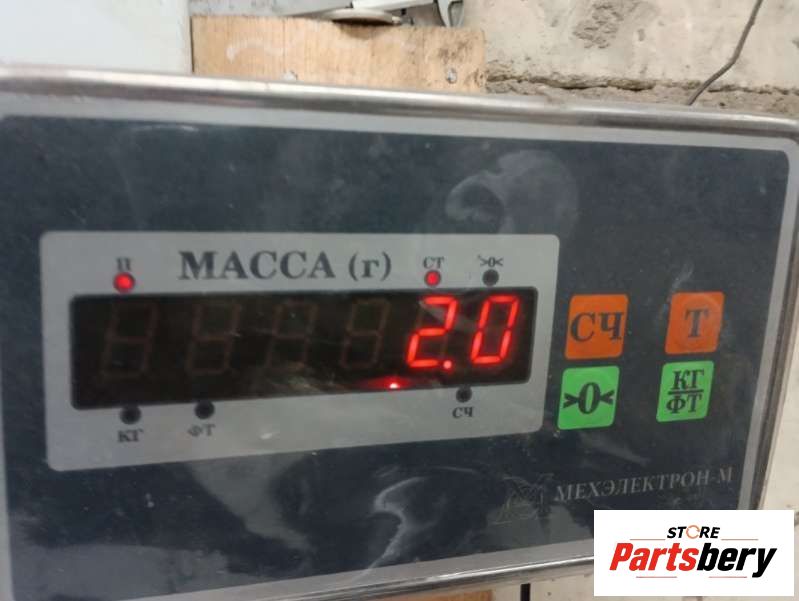 П МАССА (г) СТ >0<
2.0
КГ ФТ СЧ
СЧ Т
>0< КГ
ФТ
МЕХЭЛЕКТРОН-М
STORE
Partsbery